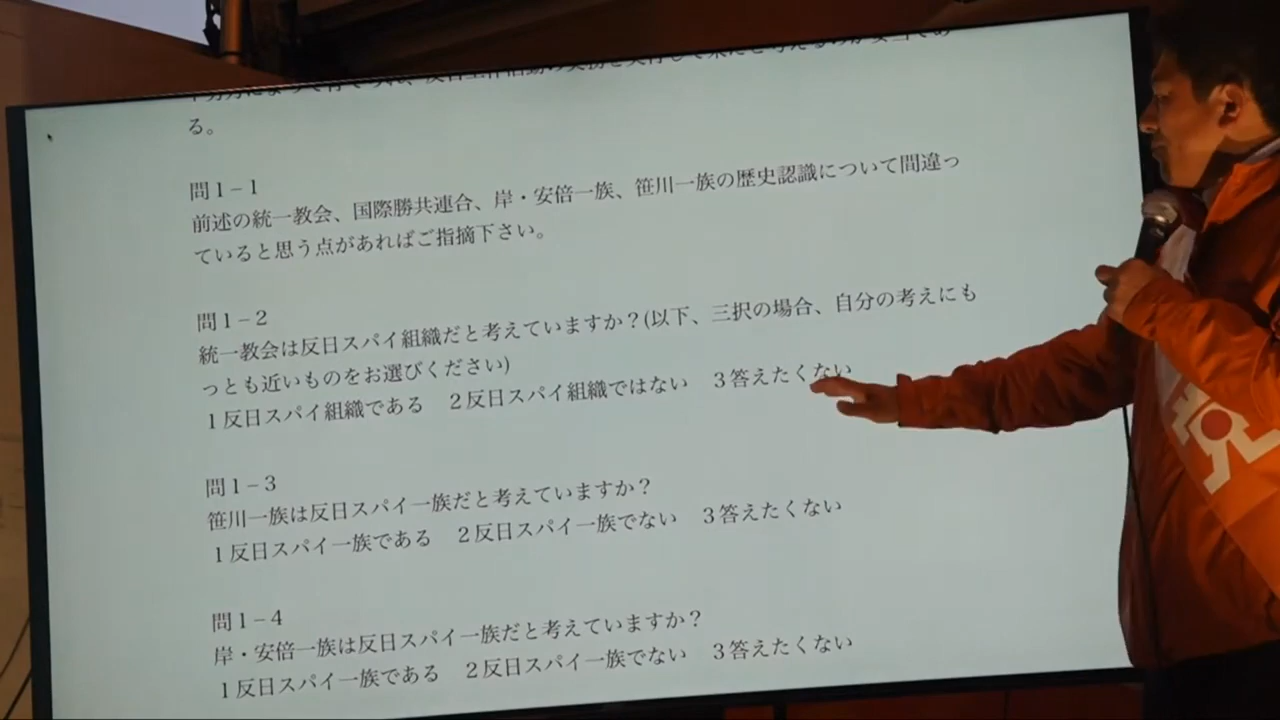 る。
問1−1
前述の統一教会、国際勝共連合、岸・安倍一族、笹川一族の歴史認識について間違っ
ていると思う点があればご指摘下さい。
問1−2
統一教会は反日スパイ組織だと考えていますか?(以下、三択の場合、自分の考えにも
っとも近いものをお選びください)
1反日スパイ組織である 2反日スパイ組織ではない 3答えたくない
問1−3
笹川一族は反日スパイ一族だと考えていますか?
1反日スパイ一族である 2反日スパイ一族でない 3答えたくない
問1−4
岸・安倍一族は反日スパイ一族だと考えていますか?
1反日スパイ一族である 2反日スパイ一族でない 3答えたくない